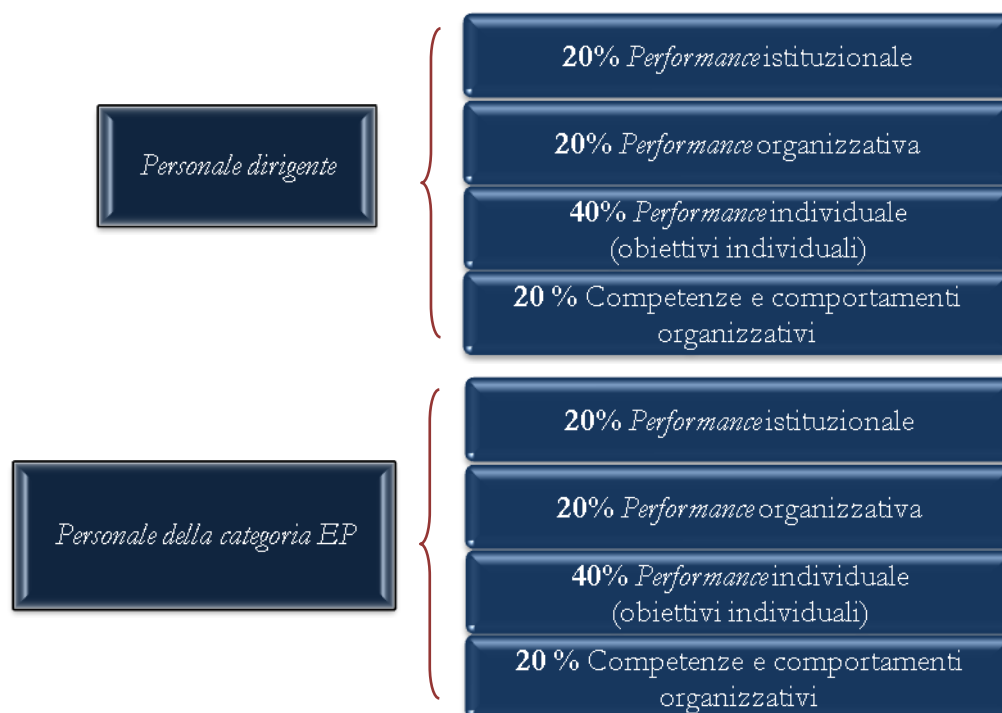 Personale dirigente
20% Performance istituzionale
20% Performance organizzativa
40% Performance individuale
(obiettivi individuali)
20 % Competenze e comportamenti
organizzativi
Personale della categoria EP
20% Performance istituzionale
20% Performance organizzativa
40% Performance individuale
(obiettivi individuali)
20 % Competenze e comportamenti
organizzativi